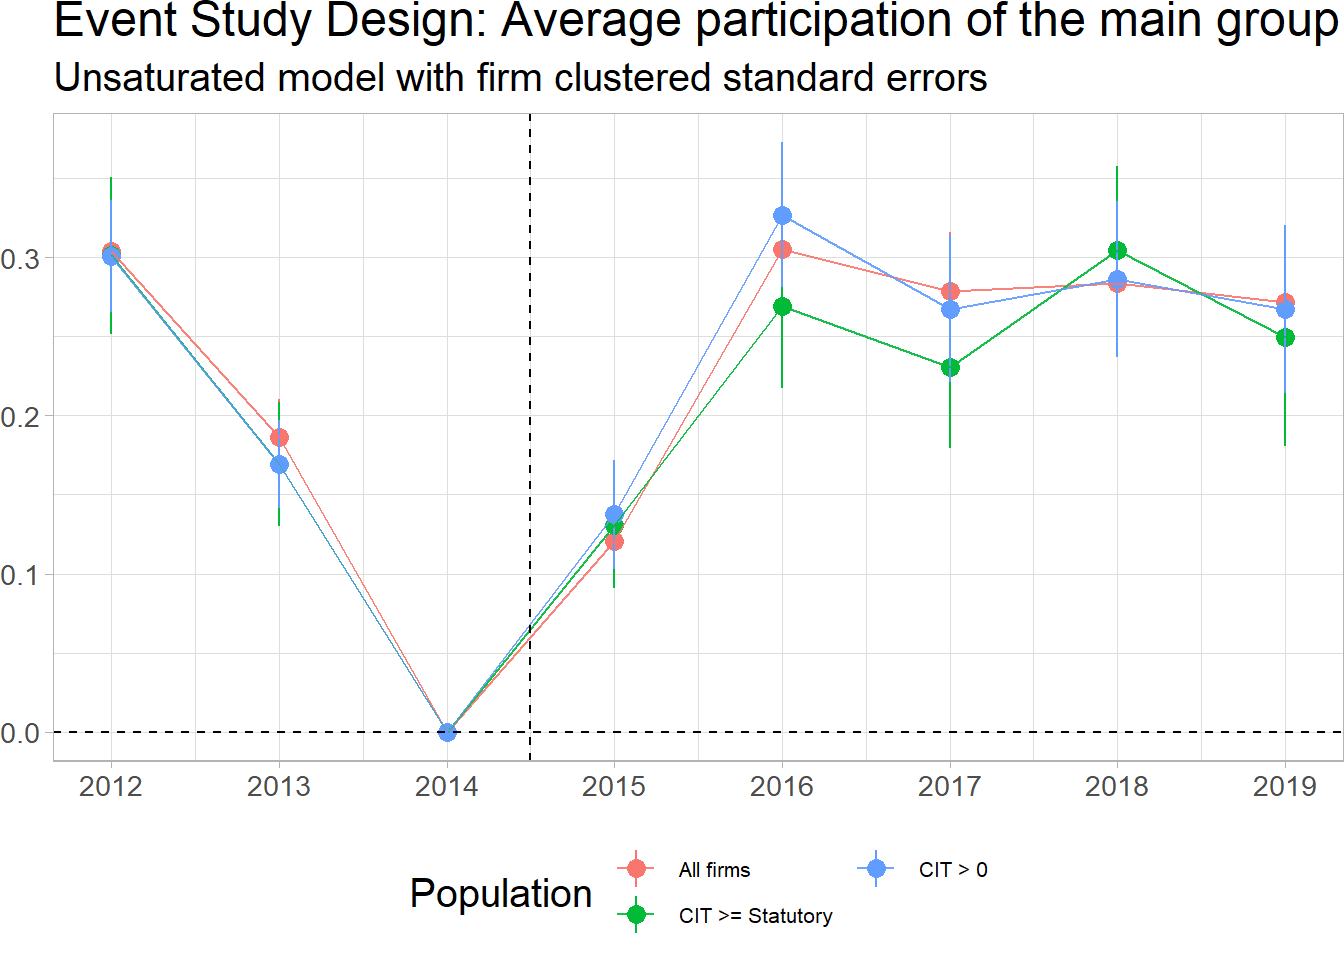 Event Study Design: Average participation of the main group
Unsaturated model with firm clustered standard errors
0.3
0.2
0.1
0.0
2012 2013 2014 2015 2016 2017 2018 2019
Population
All firms
CIT > 0
CIT >= Statutory